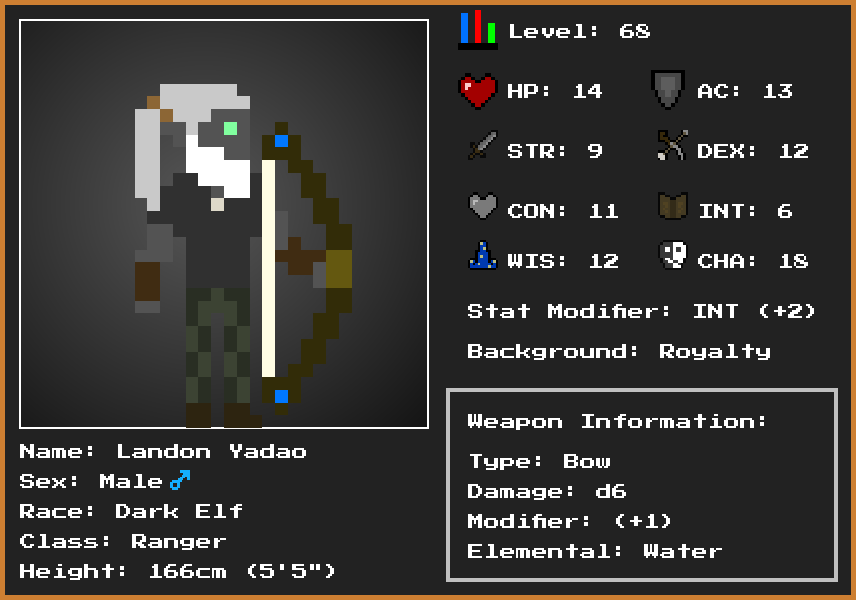 Level: 68
HP: 14
AC: 13
STR: 9
DEX: 12
CON: 11
INT: 6
WIS: 12
CHA: 18
Stat Modifier: INT (+2)
Background: Royalty
Name: Landon Yadao
Sex: Male♂
Race: Dark Elf
Class: Ranger
Height: 166cm (5'5")
Weapon Information:
Type: Bow
Damage: d6
Modifier: (+1)
Elemental: Water